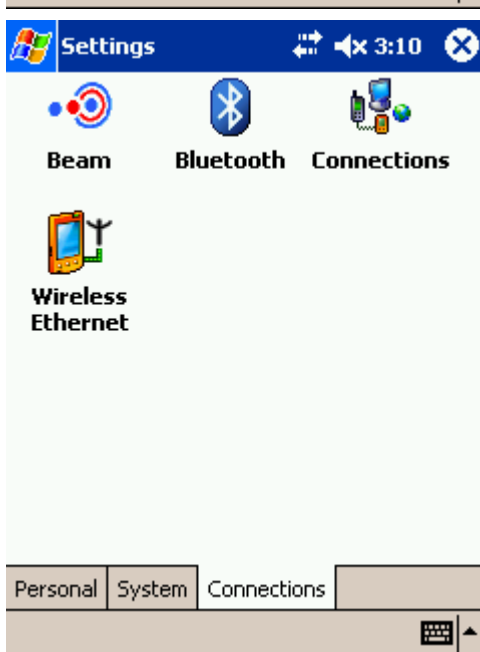 Settings 3:10
Beam Bluetooth Connections
Wireless
Ethernet
Personal System Connections